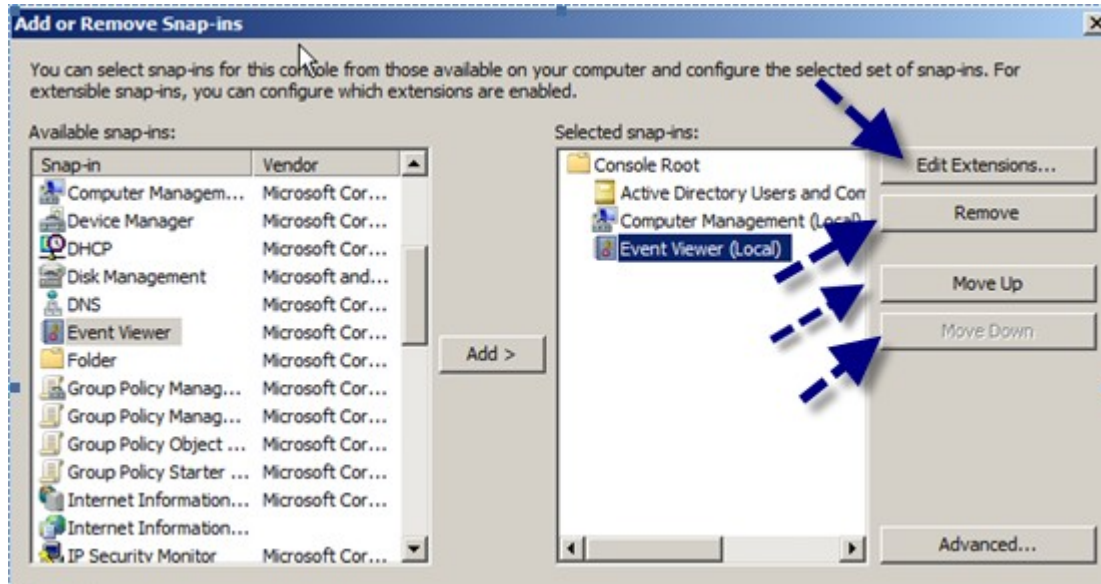 Add or Remove Snap-ins
You can select snap-ins for this console from those available on your computer and configure the selected set of snap-ins. For
extensible snap-ins, you can configure which extensions are enabled.
Available snap-ins:
Snap-in Vendor
Computer Managem... Microsoft Cor...
Device Manager Microsoft Cor...
DHCP Microsoft Cor...
Disk Management Microsoft and...
DNS Microsoft Cor...
Event Viewer Microsoft Cor...
Folder Microsoft Cor...
Group Policy Manag... Microsoft Cor...
Group Policy Manag... Microsoft Cor...
Group Policy Object ... Microsoft Cor...
Group Policy Starter ... Microsoft Cor...
Internet Information... Microsoft Cor...
Internet Information...
IP Security Monitor Microsoft Cor...
Add >
Selected snap-ins:
Console Root
Active Directory Users and Com
Computer Management (Local)
Event Viewer (Local)
Edit Extensions...
Remove
Move Up
Move Down
Advanced...